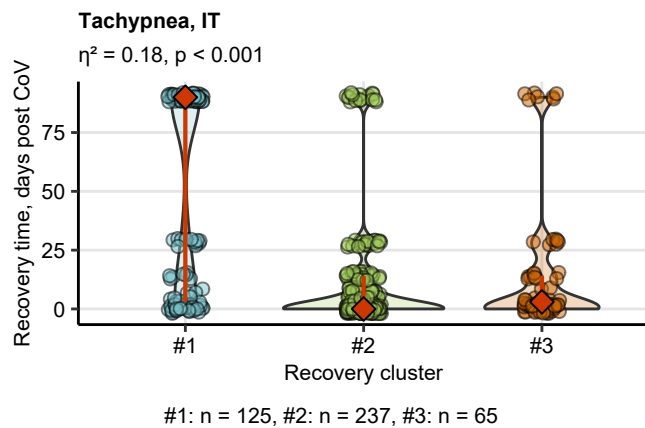 Tachypnea, IT
η² = 0.18, p < 0.001
Recovery time, days post CoV
75
50
25
0
#1 #2 #3
Recovery cluster
#1: n = 125, #2: n = 237, #3: n = 65